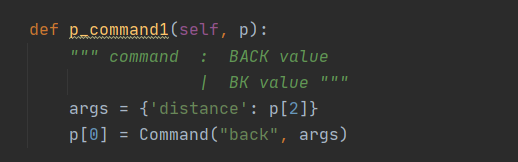 def p_command1(self, p):
""" command  :  BACK value
|  BK value """
args = {'distance': p[2]}
p[0] = Command("back", args)